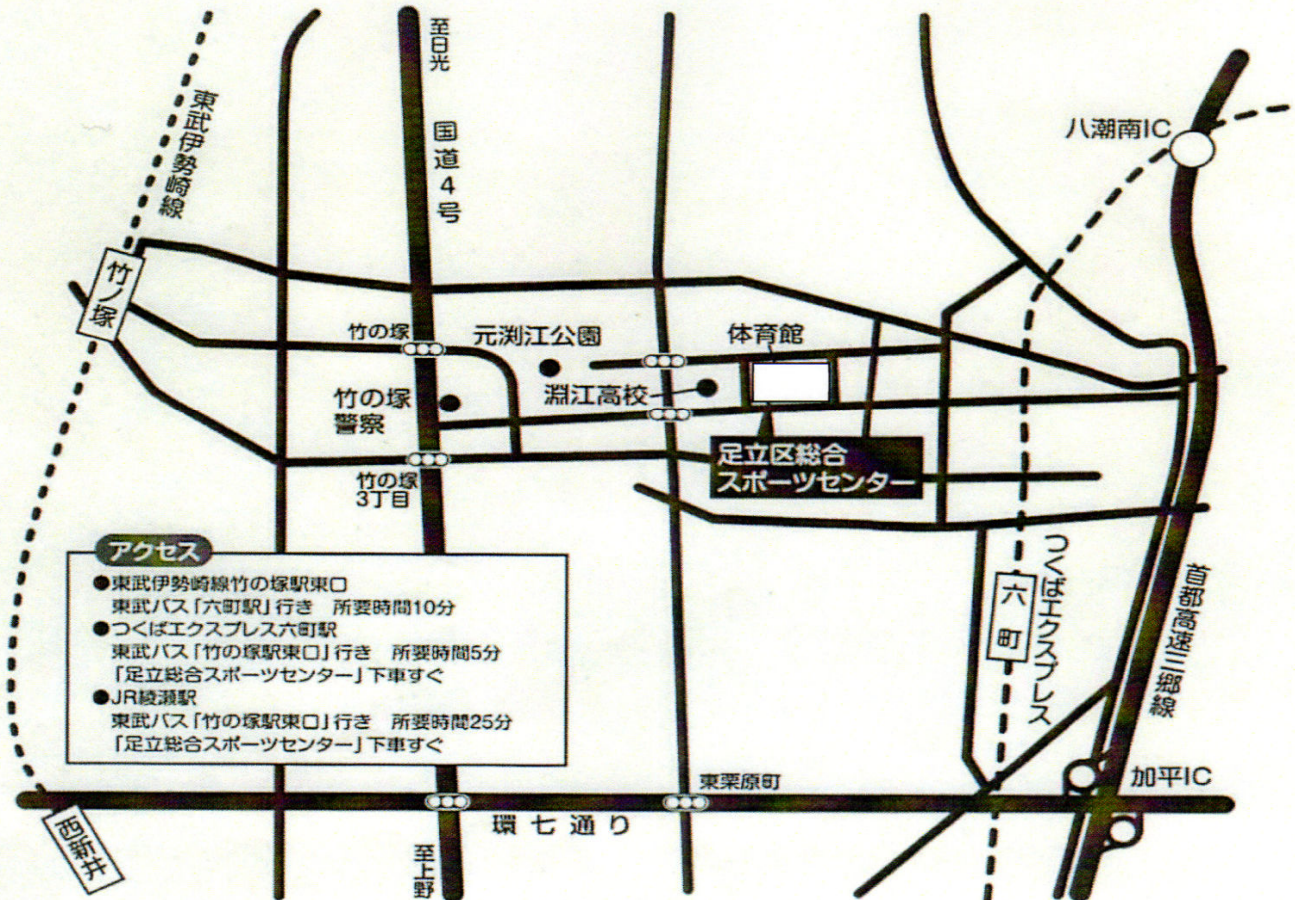 至日光
東武伊勢崎線
国道4号
八潮南IC
竹ノ塚
竹の塚
元渕江公園
体育館
淵江高校
竹の塚
警察
足立区総合
スポーツセンター
竹の塚
3丁目
アクセス
●東武伊勢崎線竹の塚駅東口
東武バス「六町駅」行き 所要時間10分
●つくばエクスプレス六町駅
東武バス「竹の塚駅東口」行き 所要時間5分
「足立総合スポーツセンター」下車すぐ
●JR綾瀬駅
東武バス「竹の塚駅東口」行き 所要時間25分
「足立総合スポーツセンター」下車すぐ
つくばエクスプレス
六町
首都高速三郷線
東栗原町
加平IC
環七通り
西新井
至上野